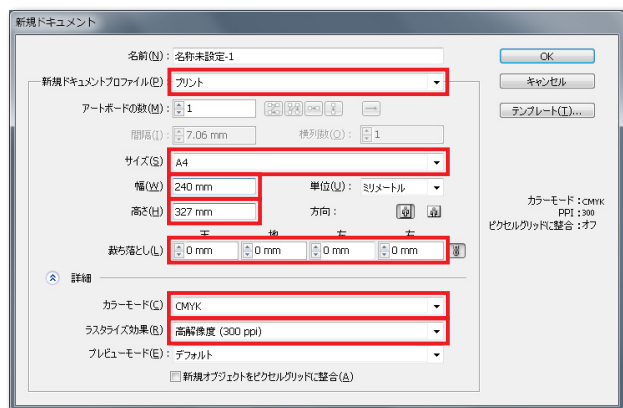 新規ドキュメント
名前(N)：名称未設定-1
OK
新規ドキュメントプロファイル(P)：プリント
キャンセル
アートボードの数(M)：1
テンプレート(T)...
間隔(I)：7.06 mm 横列数(O)：1
サイズ(S)：A4
幅(W)：240 mm 単位(U)：ミリメートル
高さ(H)：327 mm 方向：
カラーモード：CMYK
PPI：300
ピクセルグリッドに整合：オフ
天 地 左 右
裁ち落とし(L)：0 mm 0 mm 0 mm 0 mm
詳細
カラーモード(C)：CMYK
ラスタライズ効果(R)：高解像度 (300 ppi)
プレビューモード(E)：デフォルト
新規オブジェクトをピクセルグリッドに整合(A)